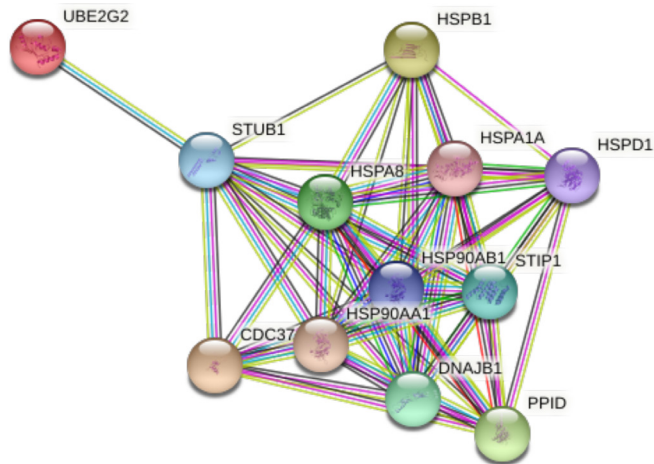 UBE2G2
HSPB1
STUB1
HSPA1A
HSPD1
HSPA8
HSP90AB1
STIP1
HSP90AA1
CDC37
DNAJB1
PPID